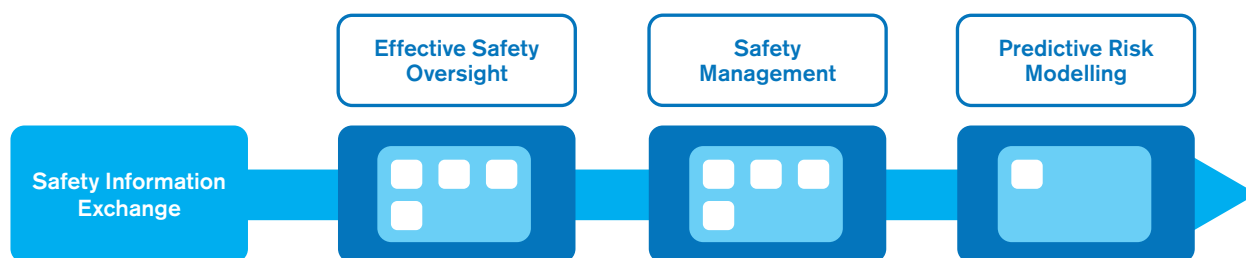 Effective Safety
Oversight
Safety
Management
Predictive Risk
Modelling
Safety Information
Exchange